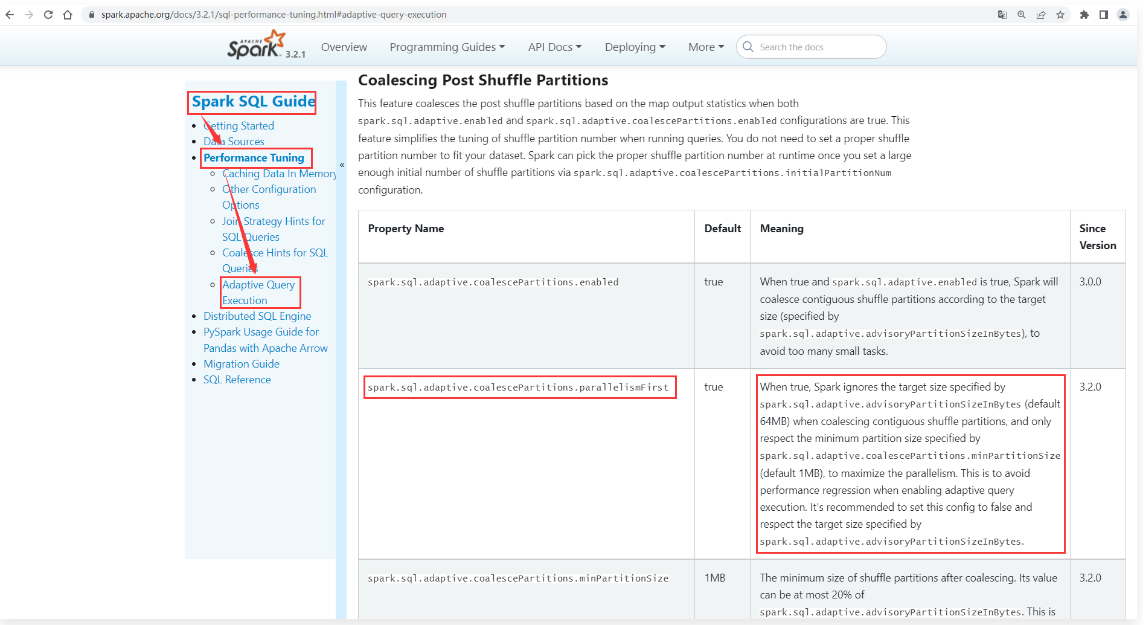 spark.apache.org/docs/3.2.1/sql-performance-tuning.html#adaptive-query-execution
APACHE
Spark 3.2.1
Overview
Programming Guides
API Docs
Deploying
More
Search the docs
Spark SQL Guide
Getting Started
Data Sources
Performance Tuning
Caching Data In Memory
Other Configuration
Options
Join Strategy Hints for
SQL Queries
Coalesce Hints for SQL
Queries
Adaptive Query
Execution
Distributed SQL Engine
PySpark Usage Guide for
Pandas with Apache Arrow
Migration Guide
SQL Reference
«
Coalescing Post Shuffle Partitions
This feature coalesces the post shuffle partitions based on the map output statistics when both
spark.sql.adaptive.enabled and spark.sql.adaptive.coalescePartitions.enabled configurations are true. This
feature simplifies the tuning of shuffle partition number when running queries. You do not need to set a proper shuffle
partition number to fit your dataset. Spark can pick the proper shuffle partition number at runtime once you set a large
enough initial number of shuffle partitions via spark.sql.adaptive.coalescePartitions.initialPartitionNum
configuration.
Property Name
Default
Meaning
Since
Version
spark.sql.adaptive.coalescePartitions.enabled
true
When true and spark.sql.adaptive.enabled is true, Spark will
coalesce contiguous shuffle partitions according to the target
size (specified by
spark.sql.adaptive.advisoryPartitionSizeInBytes), to
avoid too many small tasks.
3.0.0
spark.sql.adaptive.coalescePartitions.parallelismFirst
true
When true, Spark ignores the target size specified by
spark.sql.adaptive.advisoryPartitionSizeInBytes (default
64MB) when coalescing contiguous shuffle partitions, and only
respect the minimum partition size specified by
spark.sql.adaptive.coalescePartitions.minPartitionSize
(default 1MB), to maximize the parallelism. This is to avoid
performance regression when enabling adaptive query
execution. It's recommended to set this config to false and
respect the target size specified by
spark.sql.adaptive.advisoryPartitionSizeInBytes.
3.2.0
spark.sql.adaptive.coalescePartitions.minPartitionSize
1MB
The minimum size of shuffle partitions after coalescing. Its value
can be at most 20% of
spark.sql.adaptive.advisoryPartitionSizeInBytes. This is
3.2.0